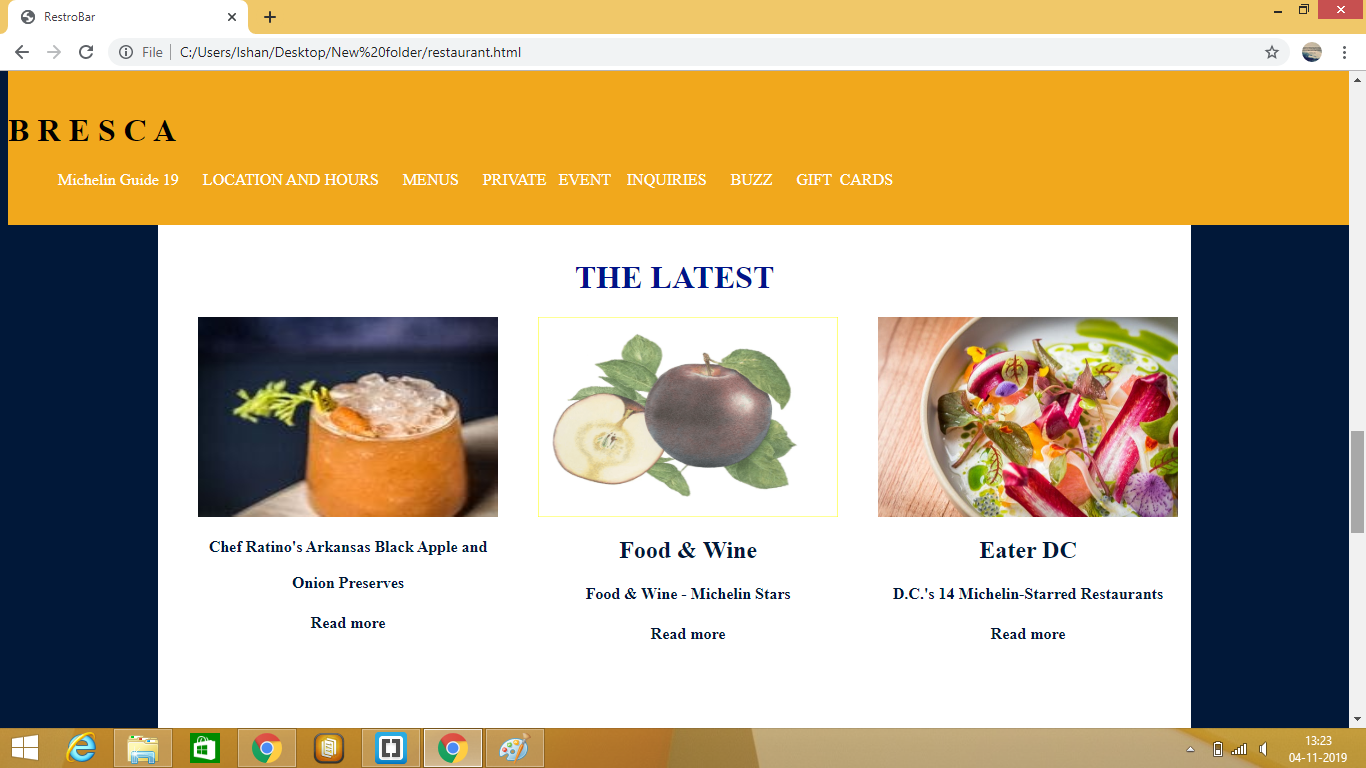 RestroBar
File C:/Users/Ishan/Desktop/New%20folder/restaurant.html
B R E S C A
Michelin Guide 19 LOCATION AND HOURS MENUS PRIVATE EVENT INQUIRIES BUZZ GIFT CARDS
THE LATEST
Chef Ratino's Arkansas Black Apple and
Onion Preserves
Read more
Food & Wine
Food & Wine - Michelin Stars
Read more
Eater DC
D.C.'s 14 Michelin-Starred Restaurants
Read more
13:23
04-11-2019